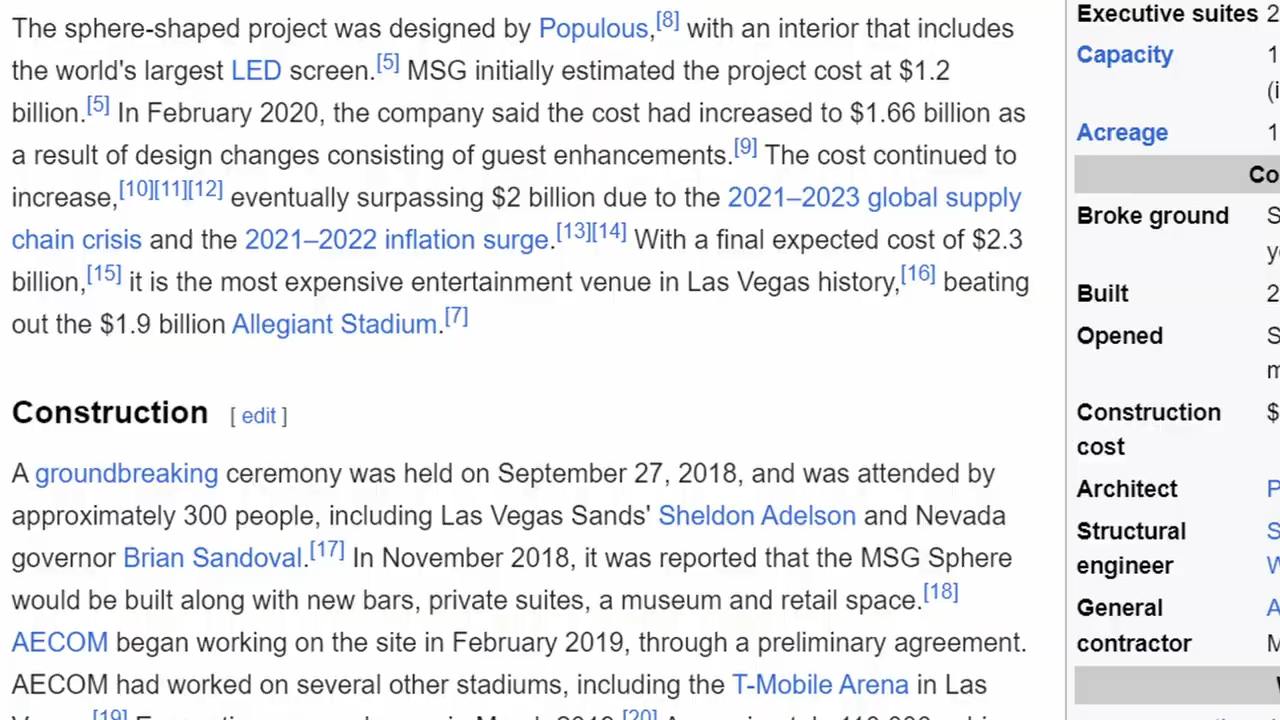 The sphere-shaped project was designed by Populous,[8] with an interior that includes
the world's largest LED screen.[5] MSG initially estimated the project cost at $1.2
billion.[5] In February 2020, the company said the cost had increased to $1.66 billion as
a result of design changes consisting of guest enhancements.[9] The cost continued to
increase,[10][11][12] eventually surpassing $2 billion due to the 2021–2023 global supply
chain crisis and the 2021–2022 inflation surge.[13][14] With a final expected cost of $2.3
billion,[15] it is the most expensive entertainment venue in Las Vegas history,[16] beating
out the $1.9 billion Allegiant Stadium.[7]
Construction [ edit ]
A groundbreaking ceremony was held on September 27, 2018, and was attended by
approximately 300 people, including Las Vegas Sands' Sheldon Adelson and Nevada
governor Brian Sandoval.[17] In November 2018, it was reported that the MSG Sphere
would be built along with new bars, private suites, a museum and retail space.[18]
AECOM began working on the site in February 2019, through a preliminary agreement.
AECOM had worked on several other stadiums, including the T-Mobile Arena in Las
[19] [20]
Executive suites 2
Capacity 1
(i
Acreage 1
Co
Broke ground S
y
Built 2
Opened S
m
Construction $
cost
Architect P
Structural S
engineer W
General A
contractor M